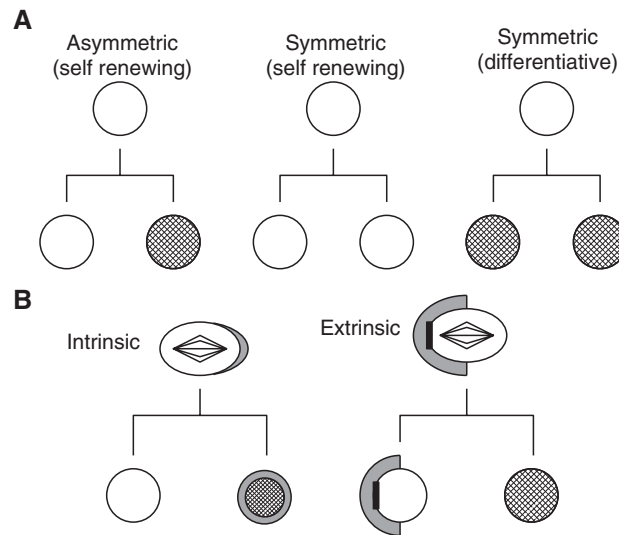 A
Asymmetric
(self renewing)
Symmetric
(self renewing)
Symmetric
(differentiative)
B
Intrinsic
Extrinsic